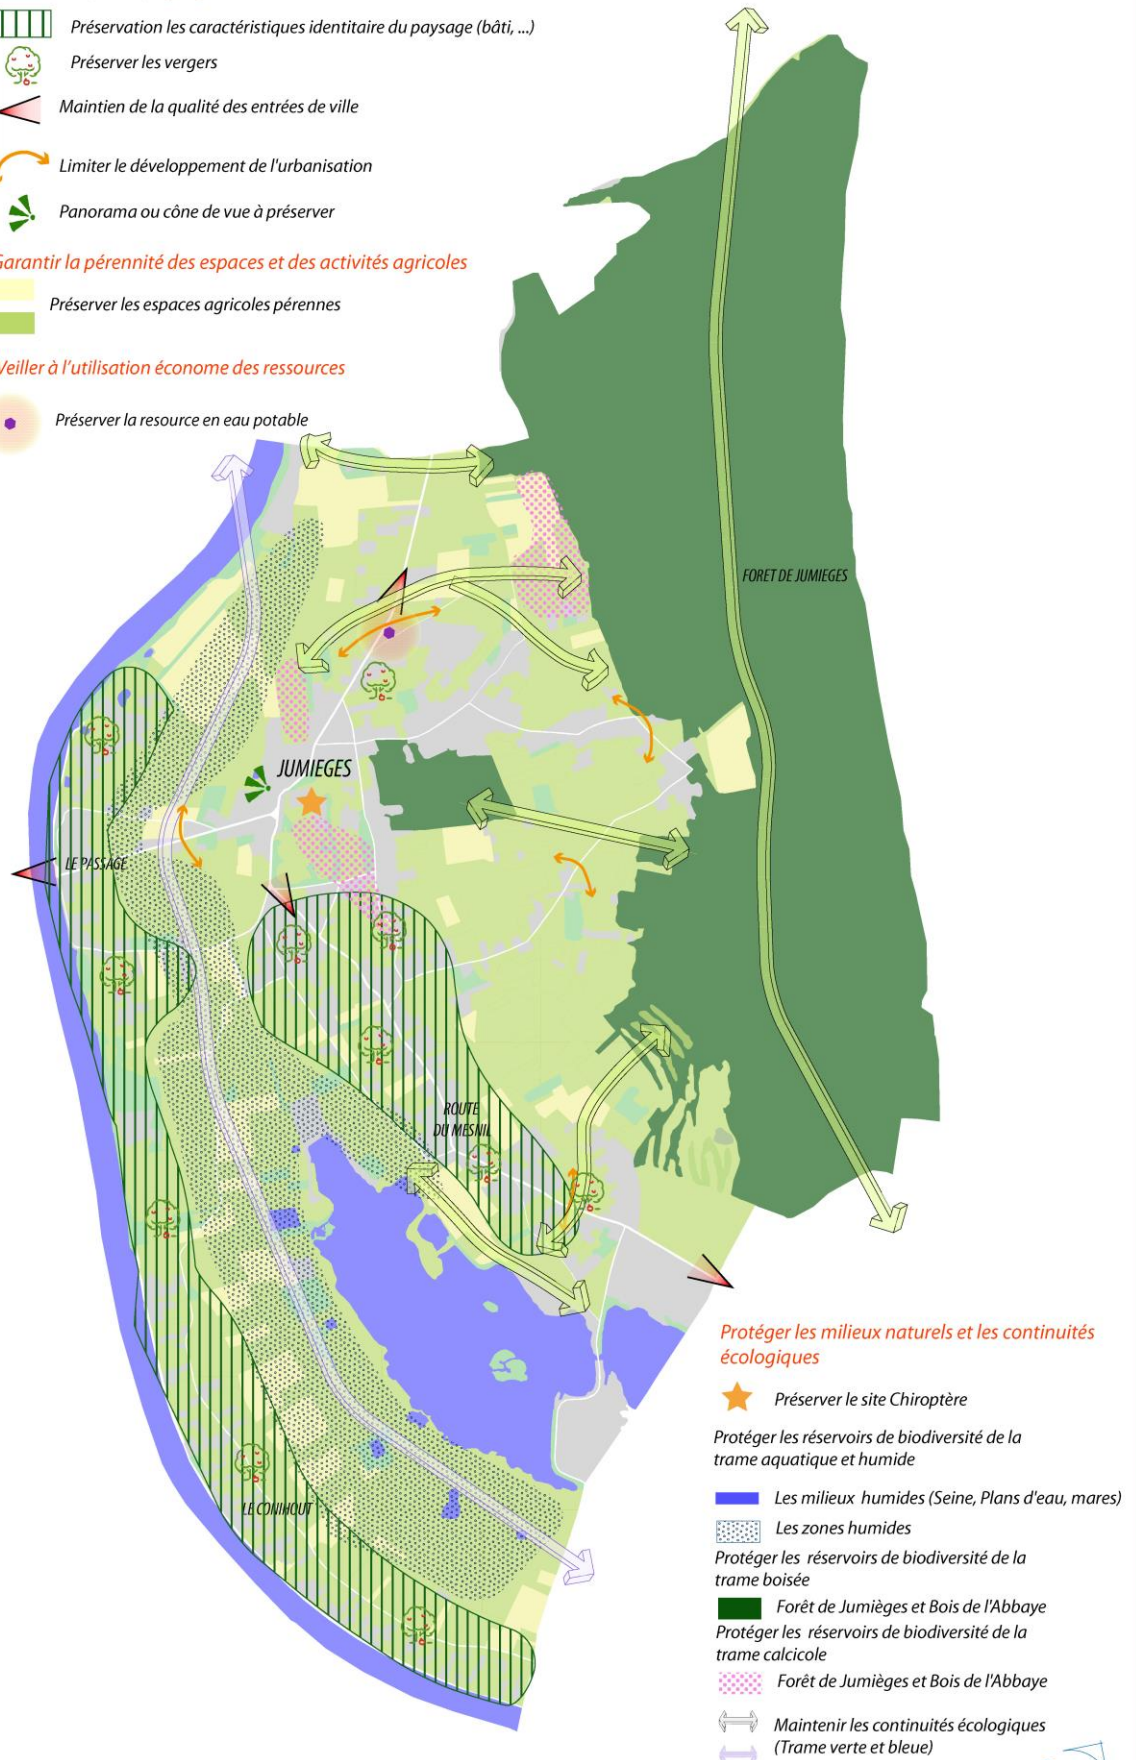 Préservation les caractéristiques identitaire du paysage (bâti, ...)
Préserver les vergers
Maintien de la qualité des entrées de ville
Limiter le développement de l'urbanisation
Panorama ou cône de vue à préserver
Garantir la pérennité des espaces et des activités agricoles
Préserver les espaces agricoles pérennes
Veiller à l'utilisation économe des ressources
Préserver la resource en eau potable
FORET DE JUMIEGES
JUMIEGES
LE PASSAGE
ROUTE
DU MESNIL
LE CONIHOUT
Protéger les milieux naturels et les continuités
écologiques
Préserver le site Chiroptère
Protéger les réservoirs de biodiversité de la
trame aquatique et humide
Les milieux humides (Seine, Plans d'eau, mares)
Les zones humides
Protéger les réservoirs de biodiversité de la
trame boisée
Forêt de Jumièges et Bois de l'Abbaye
Protéger les réservoirs de biodiversité de la
trame calcicole
Forêt de Jumièges et Bois de l'Abbaye
Maintenir les continuités écologiques
(Trame verte et bleue)